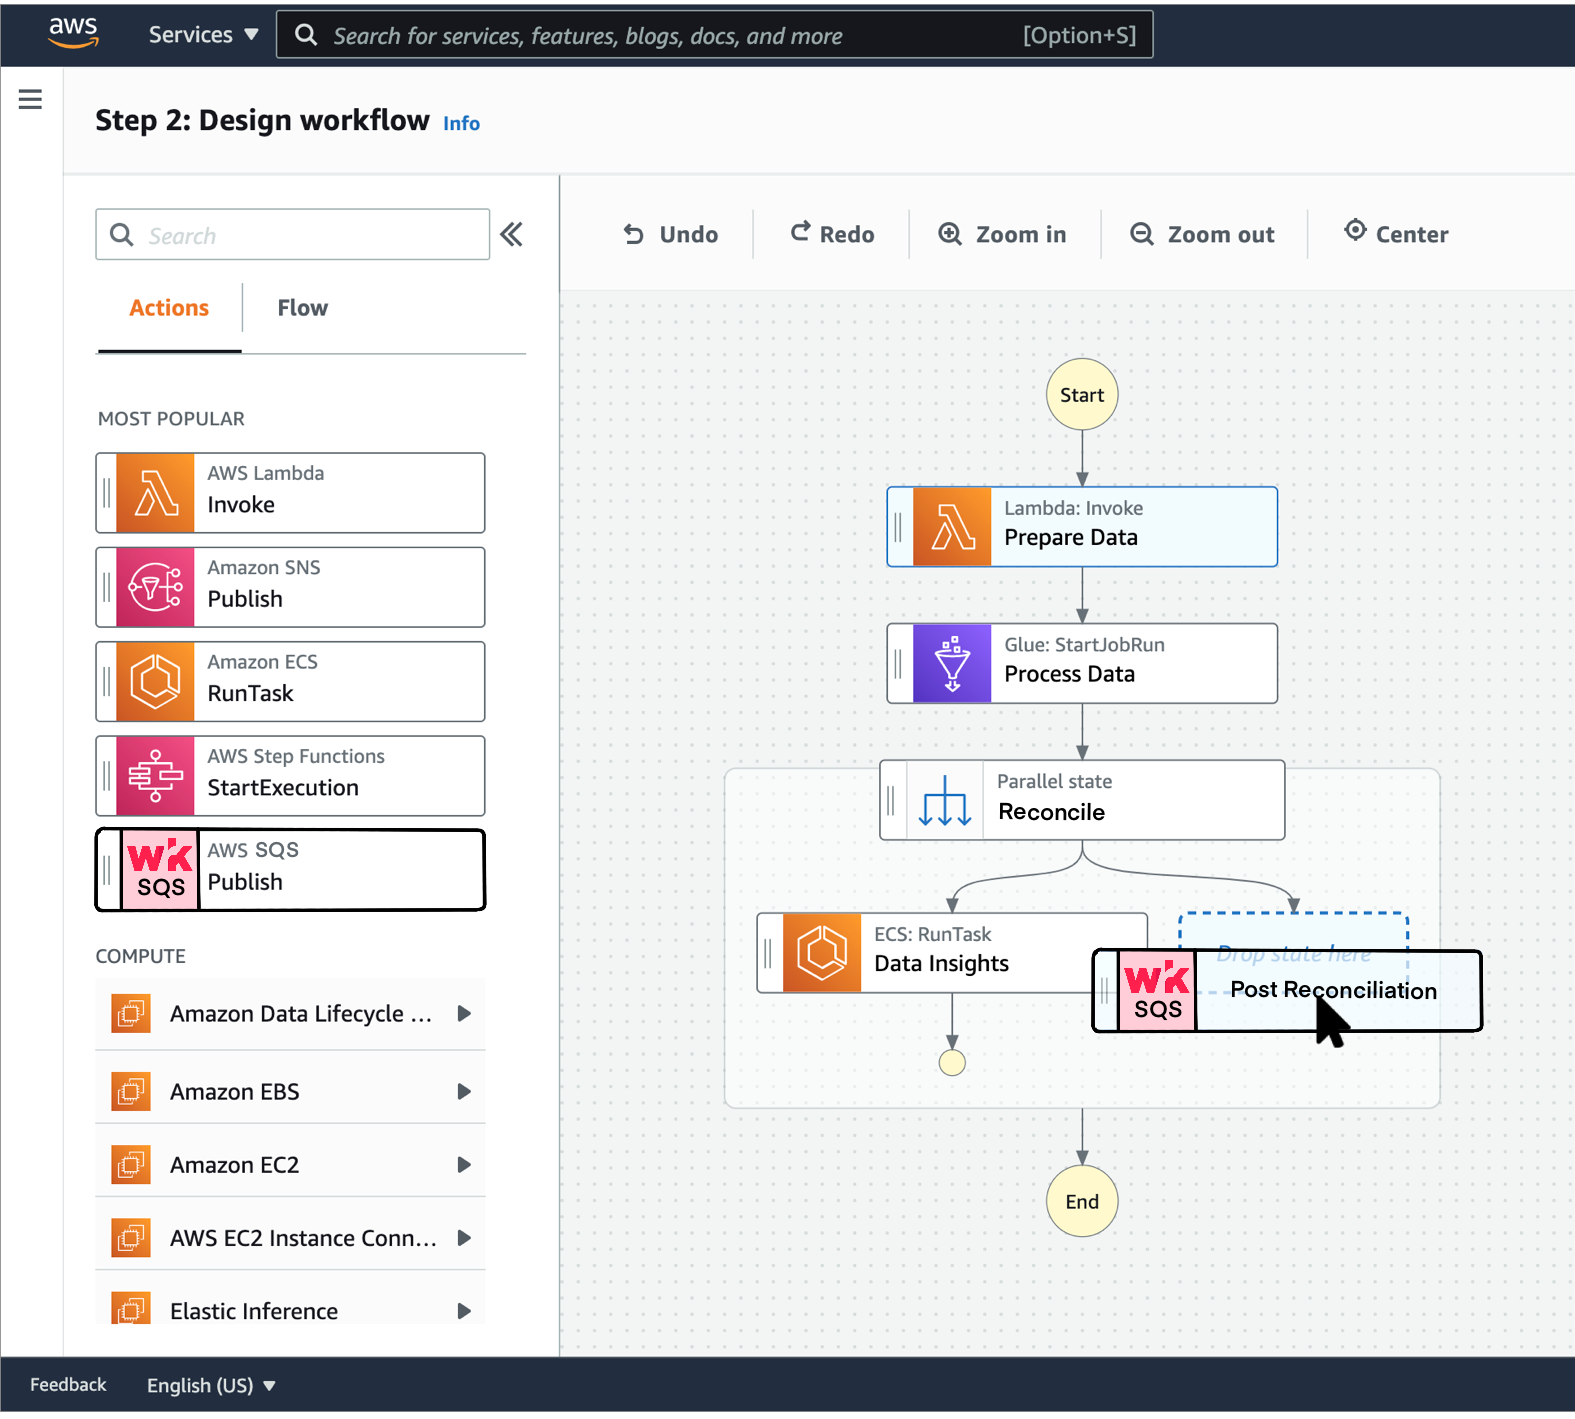 aws
Services
Search for services, features, blogs, docs, and more
[Option+S]
Step 2: Design workflow Info
Search
Undo
Redo
Zoom in
Zoom out
Center
Actions
Flow
MOST POPULAR
AWS Lambda
Invoke
Amazon SNS
Publish
Amazon ECS
RunTask
AWS Step Functions
StartExecution
wk
SQS
AWS SQS
Publish
COMPUTE
Amazon Data Lifecycle ...
Amazon EBS
Amazon EC2
AWS EC2 Instance Conn...
Elastic Inference
Start
Lambda: Invoke
Prepare Data
Glue: StartJobRun
Process Data
Parallel state
Reconcile
ECS: RunTask
Data Insights
Drop state here
wk
SQS
Post Reconciliation
End
Feedback
English (US)